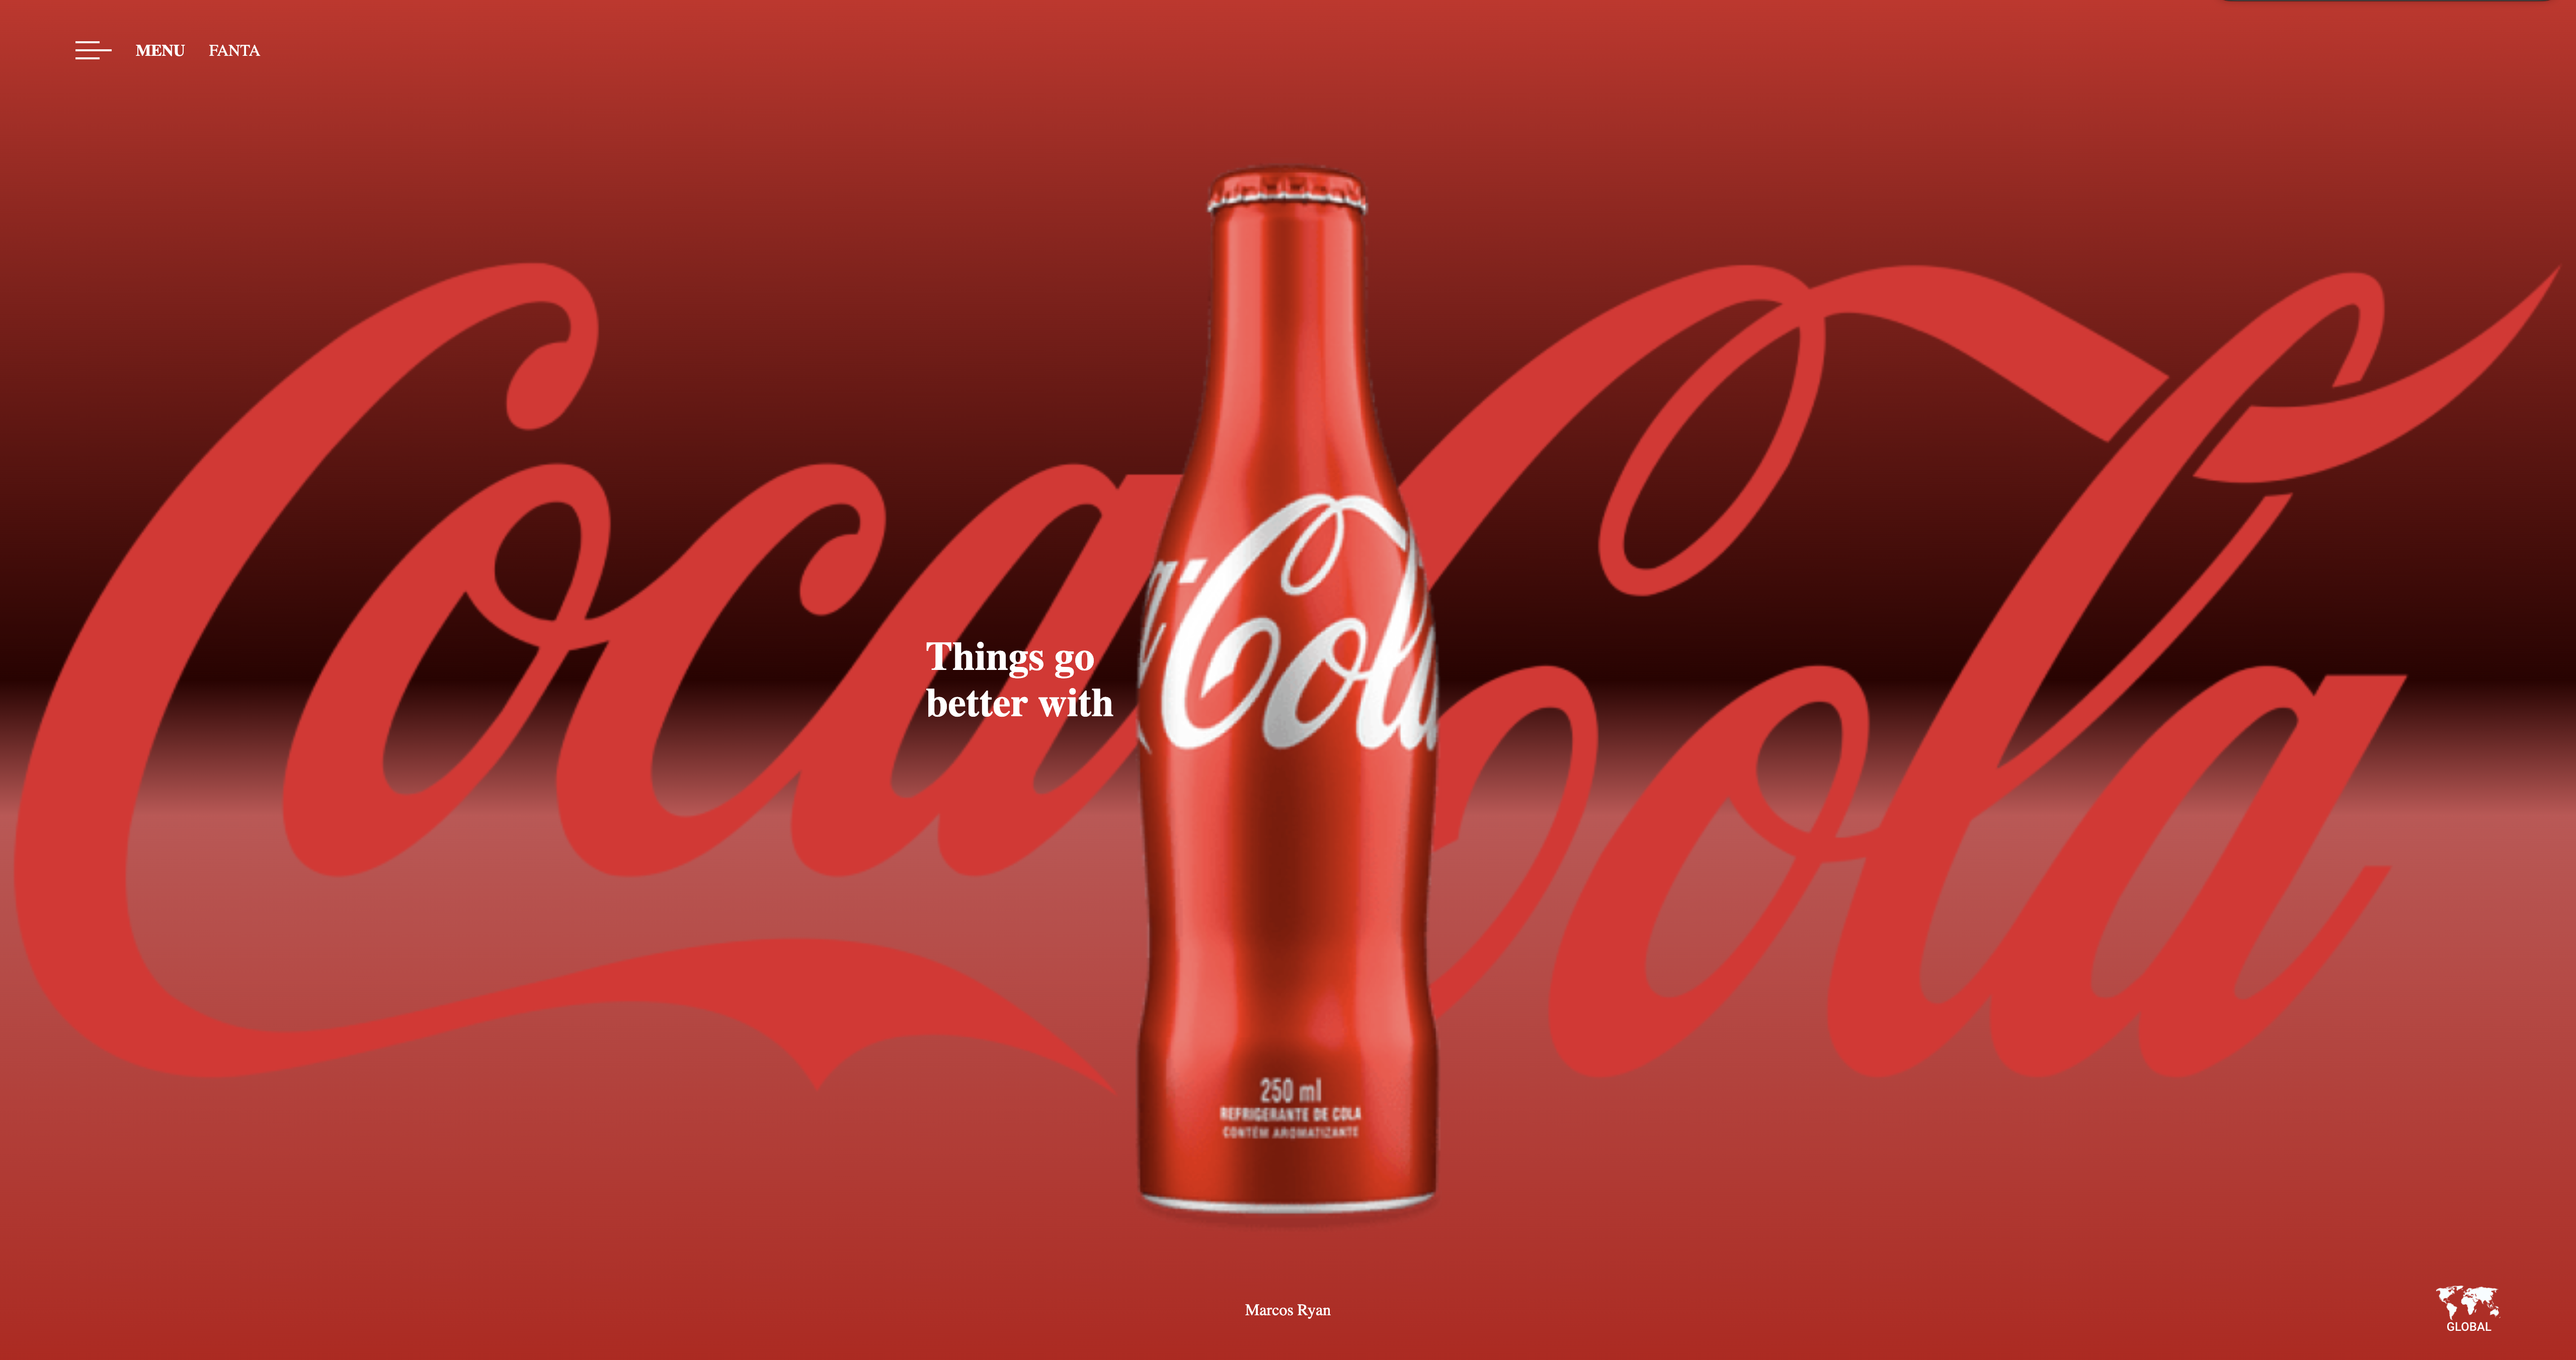 MENU FANTA
Coca Cola
Things go
better with
a-Cola
250 ml
REFRIGERANTE DE COLA
CONTÉM AROMATIZANTE
Marcos Ryan
GLOBAL